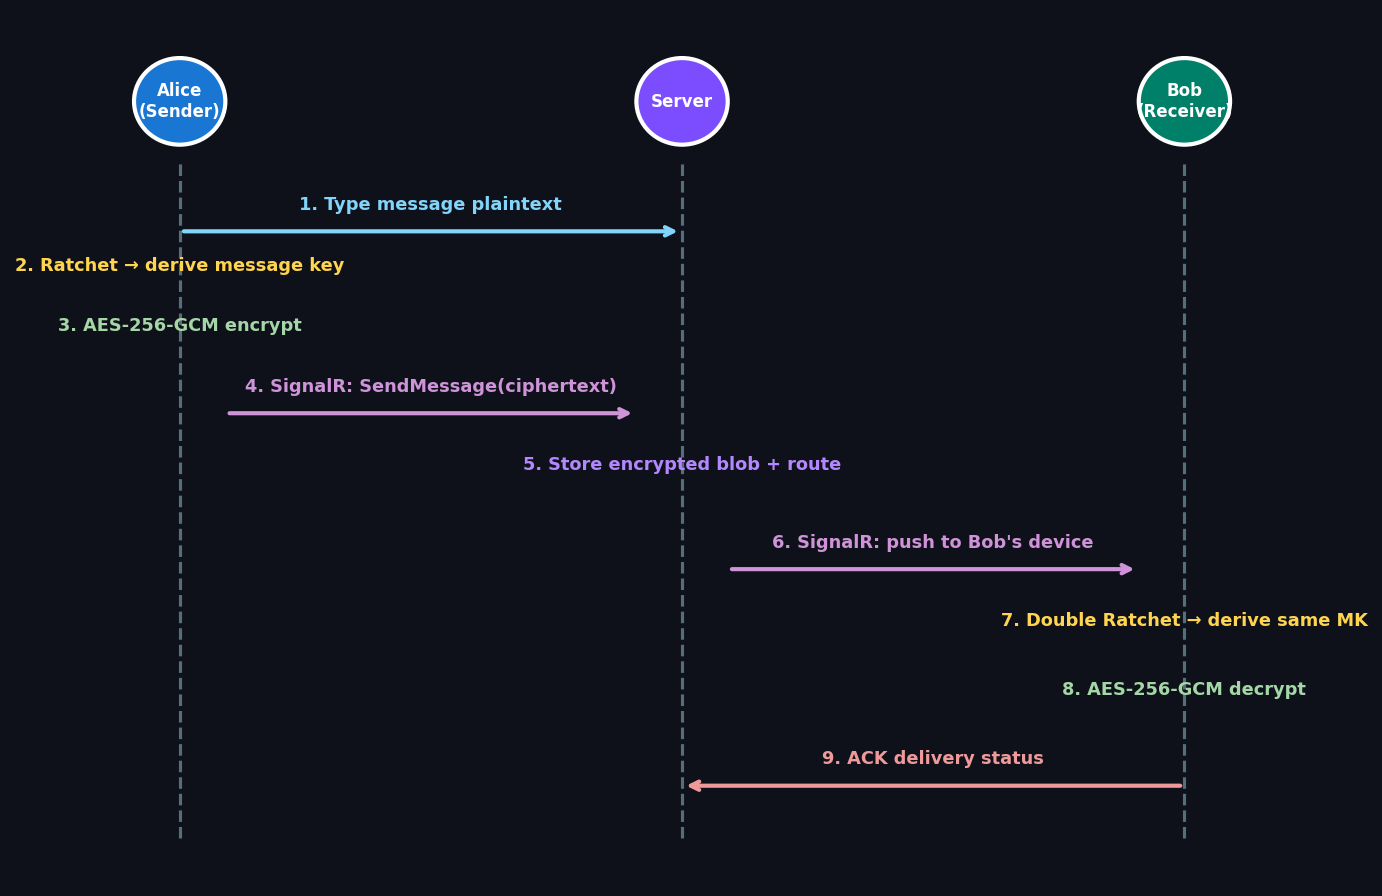 Alice
(Sender)
Server
Bob
(Receiver)
1. Type message plaintext
2. Ratchet → derive message key
3. AES-256-GCM encrypt
4. SignalR: SendMessage(ciphertext)
5. Store encrypted blob + route
6. SignalR: push to Bob's device
7. Double Ratchet → derive same MK
8. AES-256-GCM decrypt
9. ACK delivery status